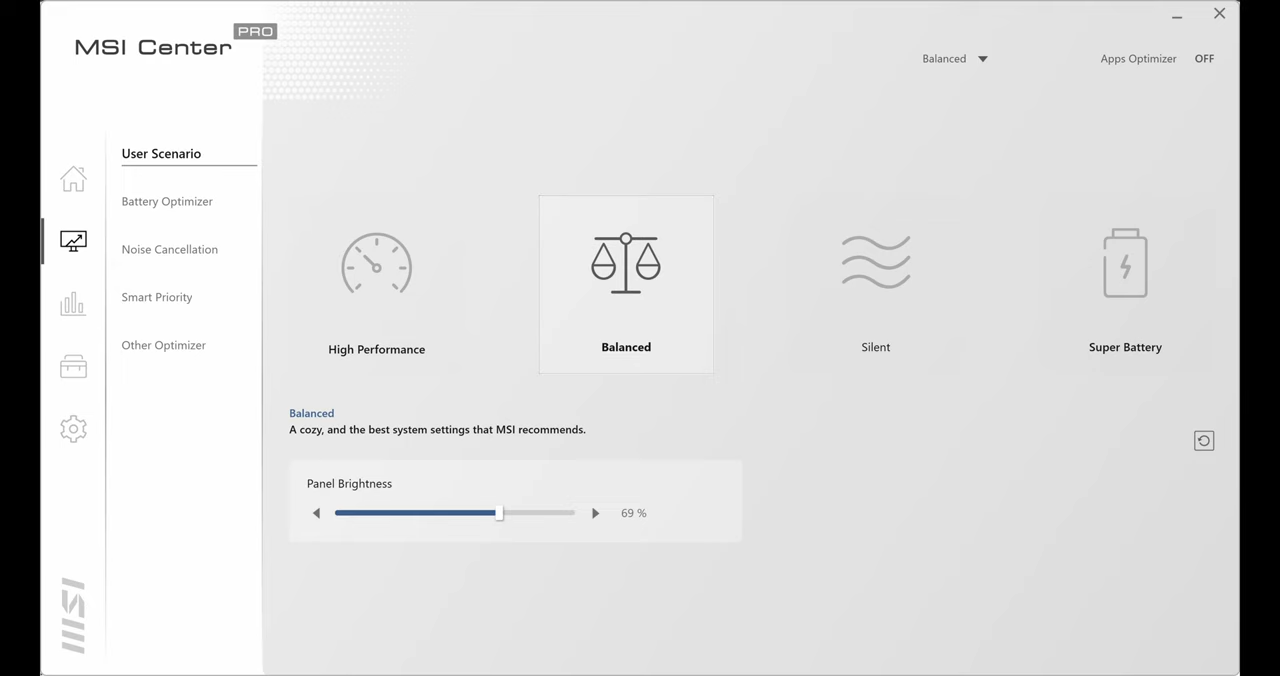 MSI Center PRO
Balanced
Apps Optimizer OFF
User Scenario
Battery Optimizer
Noise Cancellation
Smart Priority
Other Optimizer
High Performance
Balanced
Silent
Super Battery
Balanced
A cozy, and the best system settings that MSI recommends.
Panel Brightness
69 %
msi